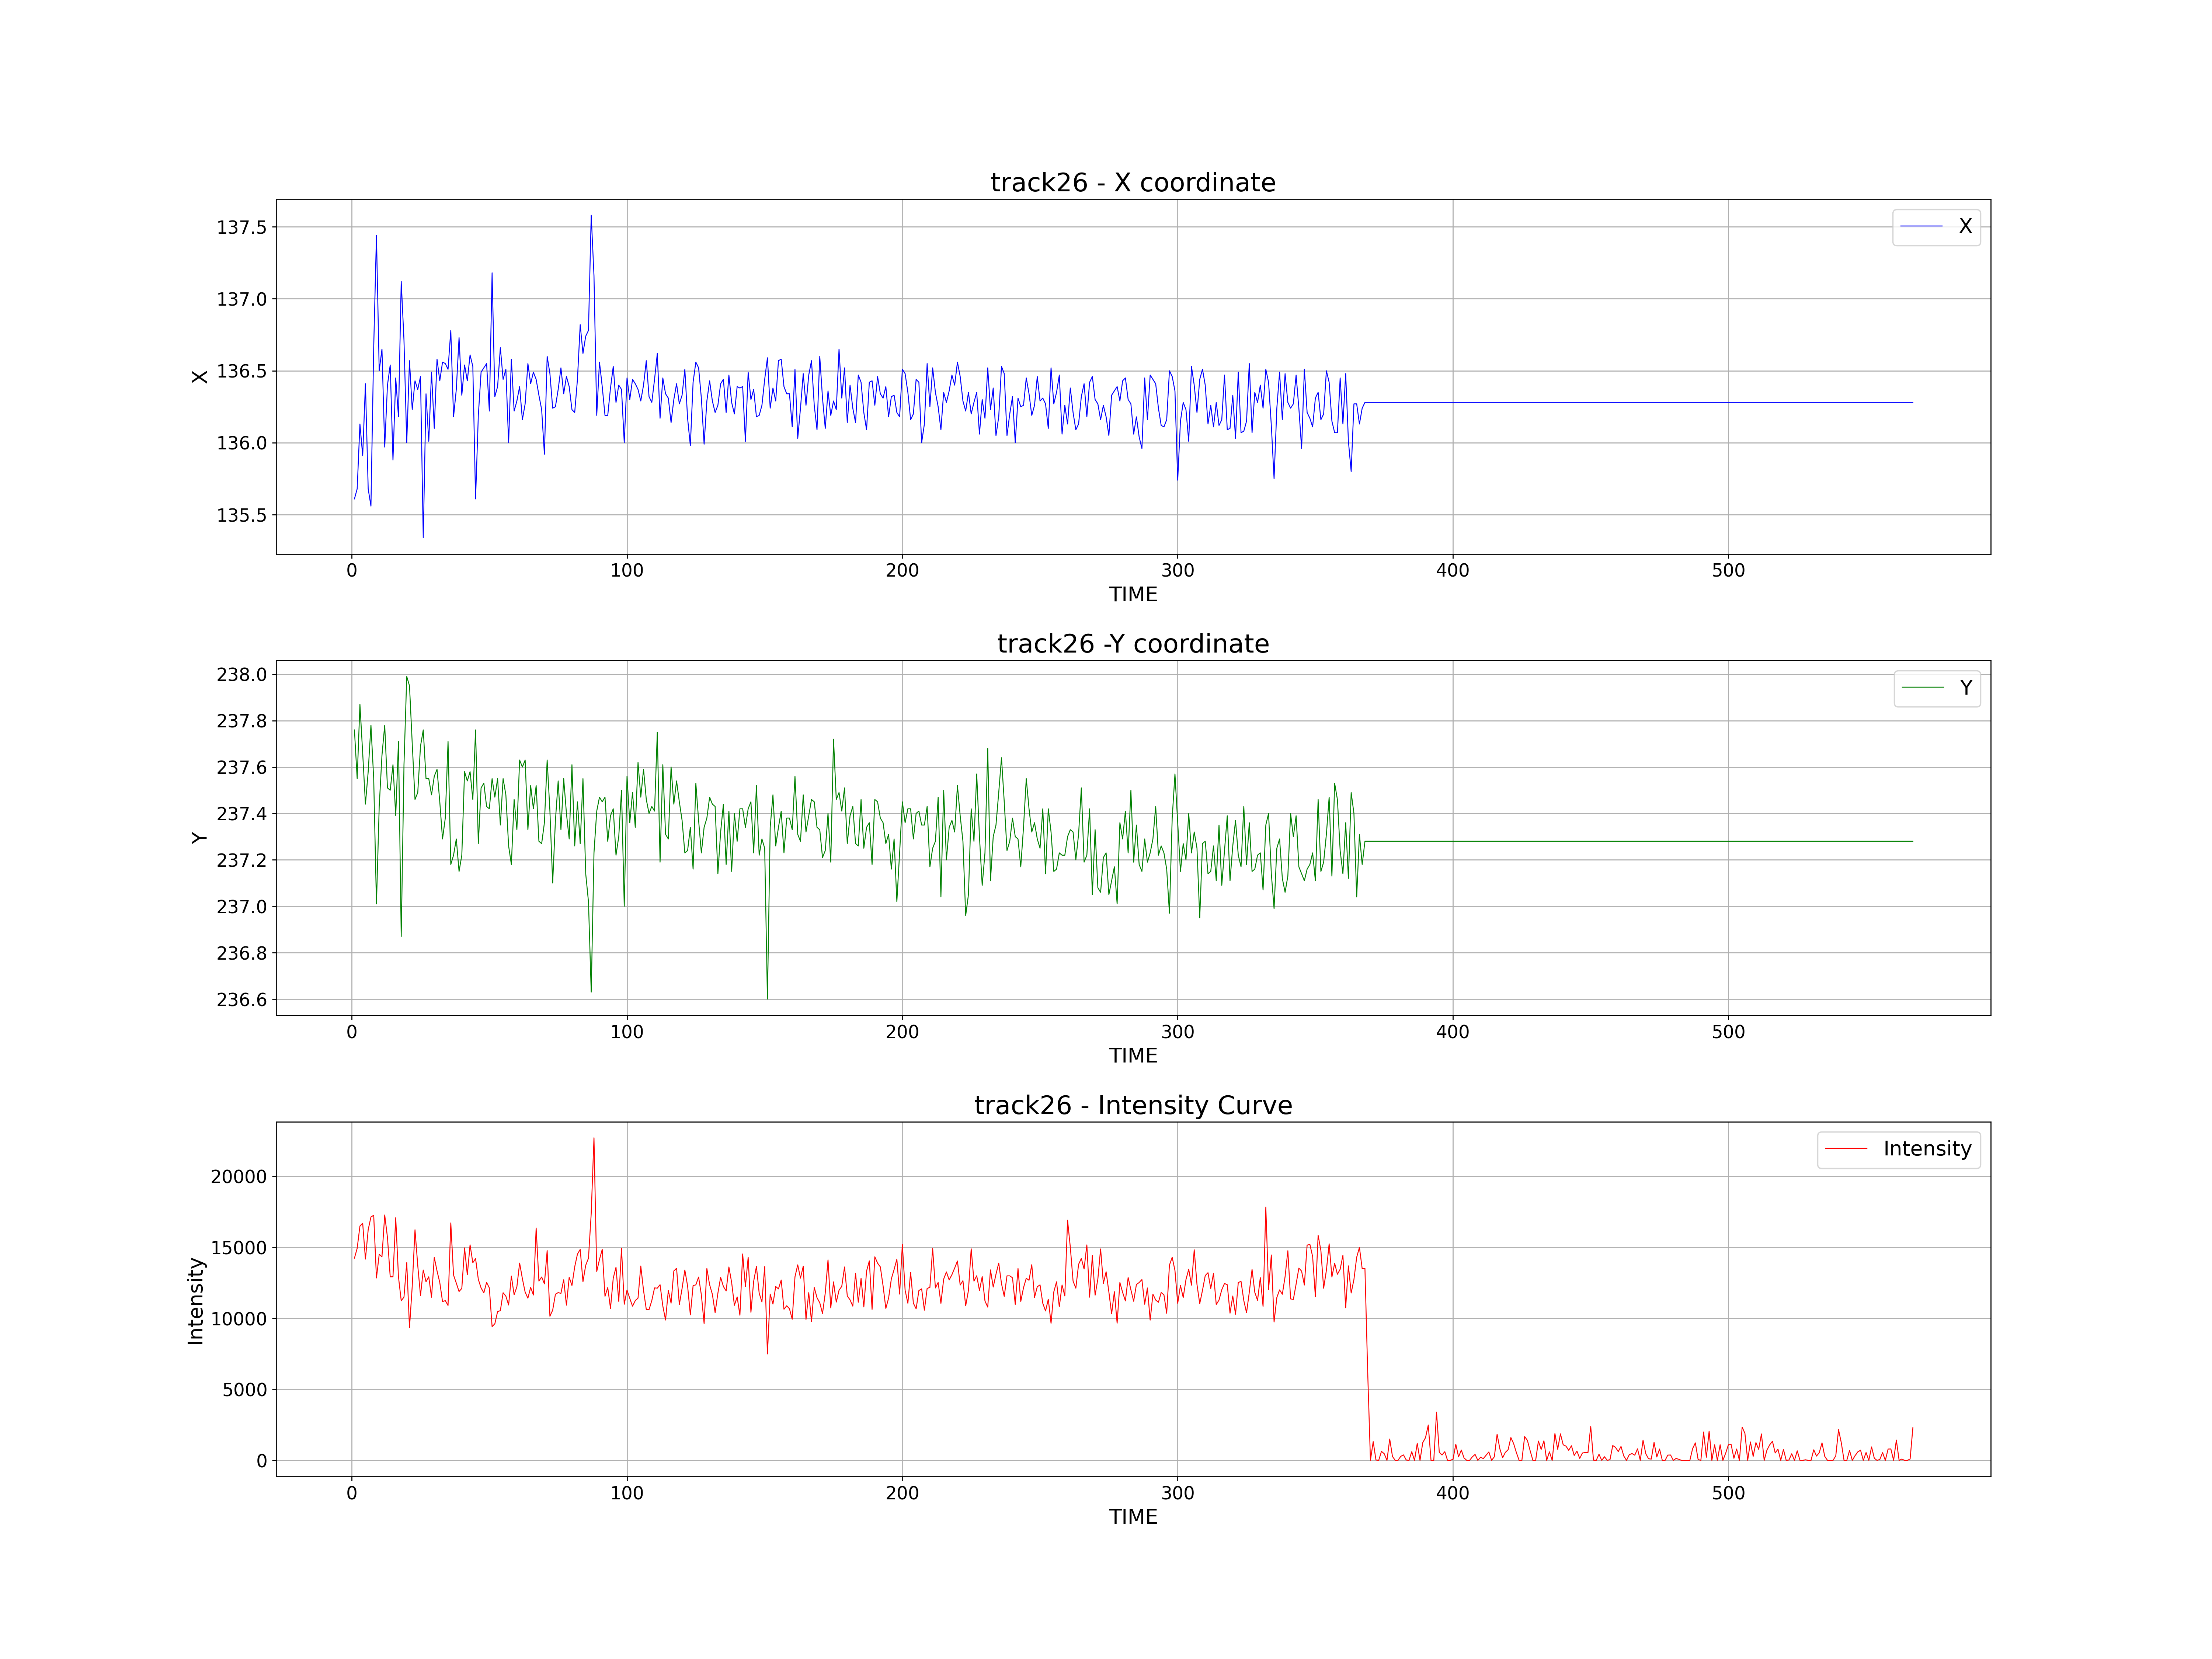 track26 - X coordinate
137.5
137.0
136.5
136.0
135.5
X
X
0 100 200 300 400 500
TIME
track26 -Y coordinate
238.0
237.8
237.6
237.4
237.2
237.0
236.8
236.6
Y
Y
0 100 200 300 400 500
TIME
track26 - Intensity Curve
20000
15000
10000
5000
0
Intensity
Intensity
0 100 200 300 400 500
TIME